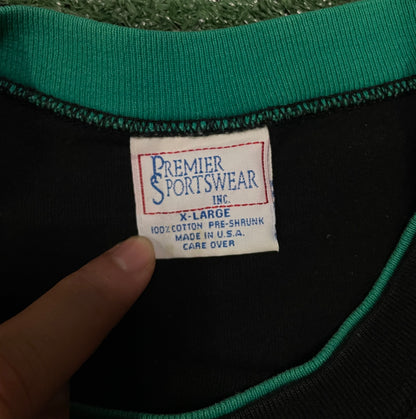 PREMIER
SPORTSWEAR
INC.
X-LARGE
100% COTTON PRE-SHRUNK
MADE IN U.S.A.
CARE OVER